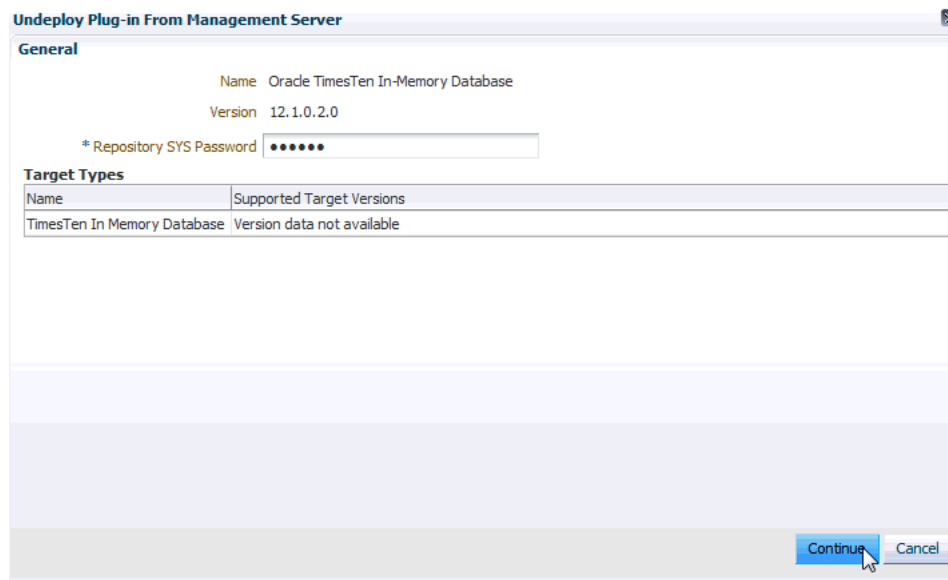 Undeploy Plug-in From Management Server
General
Name Oracle TimesTen In-Memory Database
Version 12.1.0.2.0
* Repository SYS Password ●●●●●●
Target Types
Name Supported Target Versions
TimesTen In Memory Database Version data not available
Continue Cancel